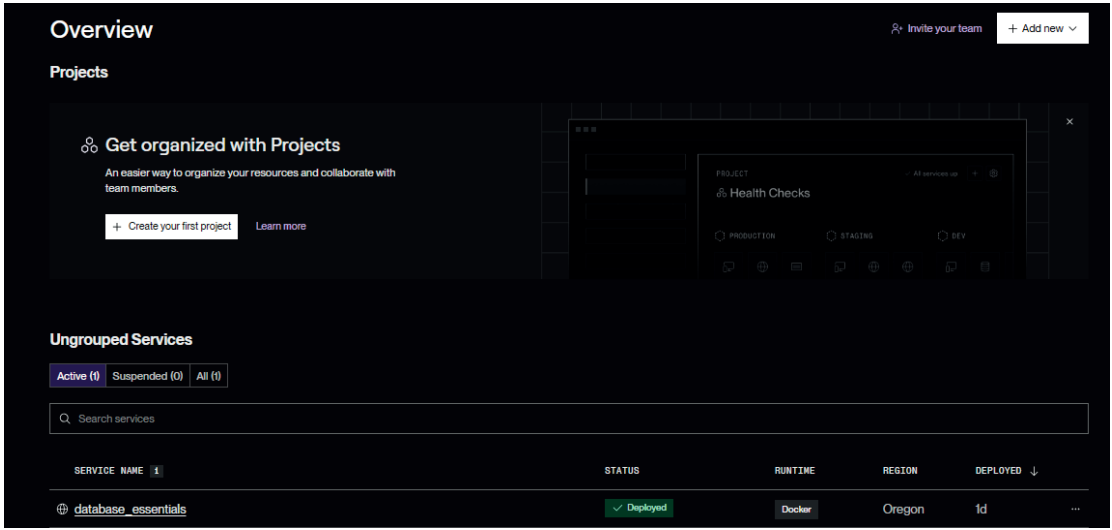 Overview
Invite your team
+ Add new
Projects
Get organized with Projects
An easier way to organize your resources and collaborate with
team members.
+ Create your first project
Learn more
PROJECT
All services up
Health Checks
PRODUCTION
STAGING
DEV
Ungrouped Services
Active (1)
Suspended (0)
All (1)
Search services
SERVICE NAME 1
STATUS
RUNTIME
REGION
DEPLOYED ↓
database_essentials
✓ Deployed
Docker
Oregon
1d
...